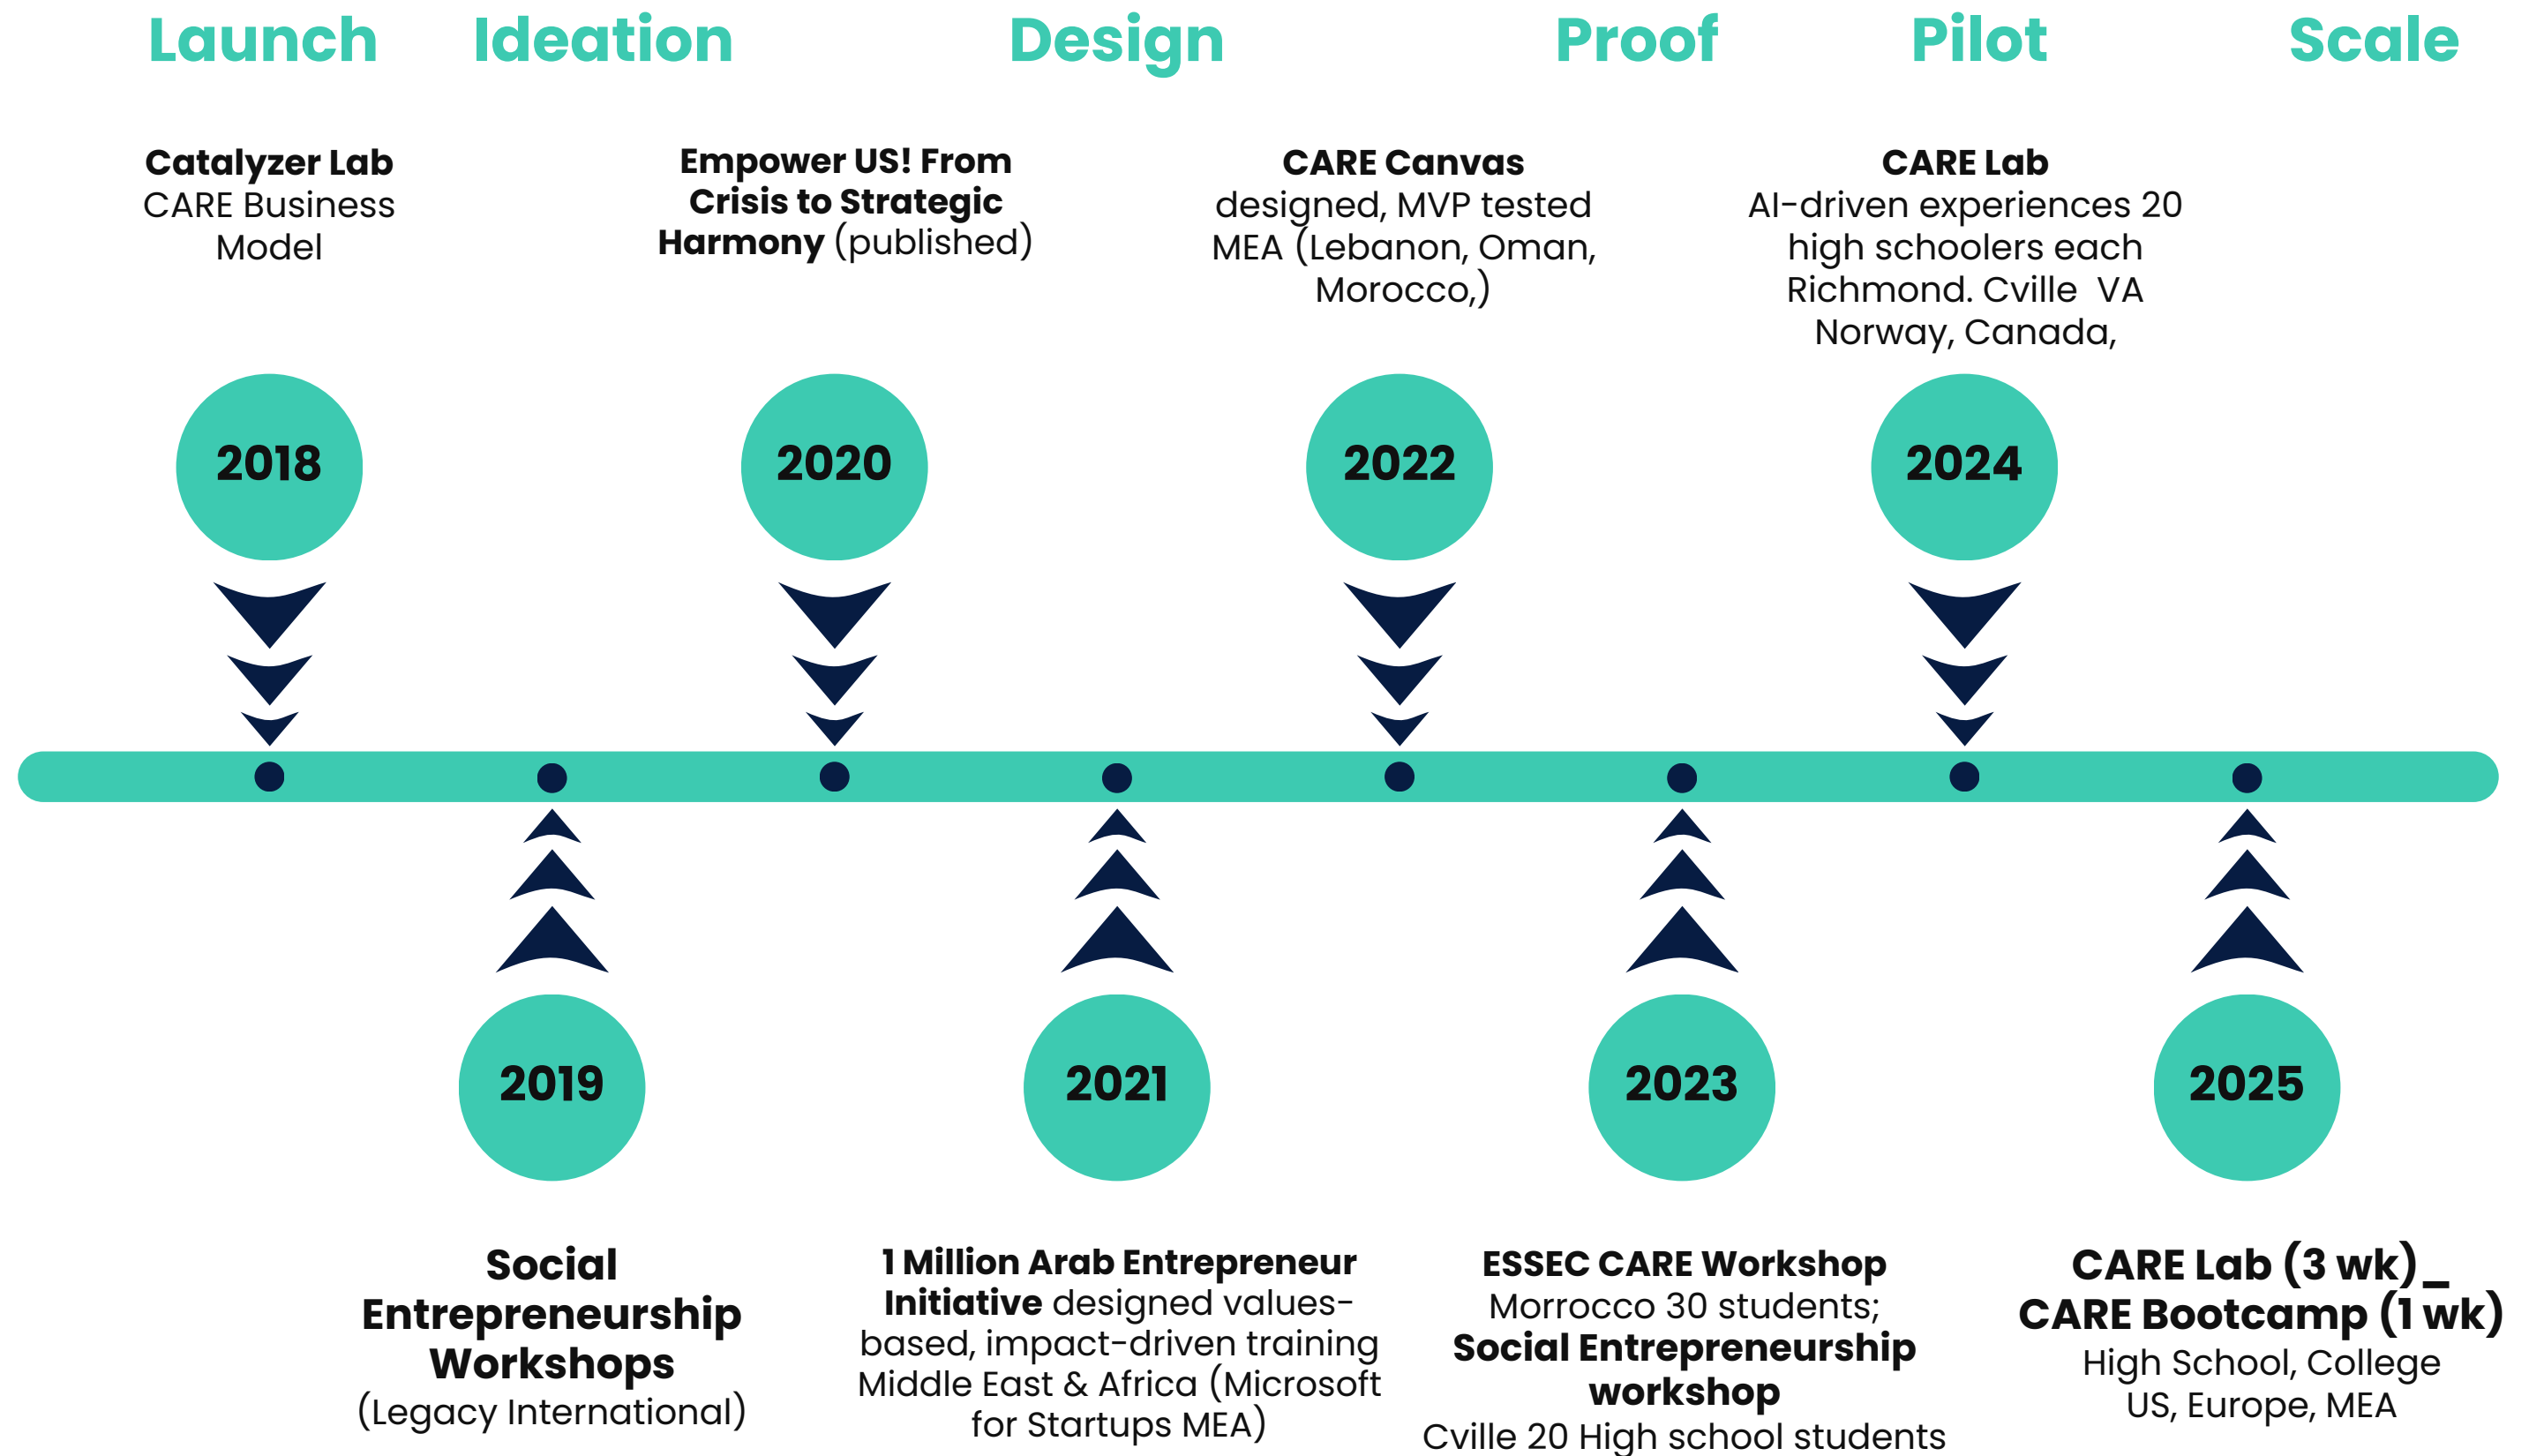 Launch
Ideation
Design
Proof
Pilot
Scale
Catalyzer Lab
CARE Business
Model
Empower US! From
Crisis to Strategic
Harmony (published)
CARE Canvas
designed, MVP tested
MEA (Lebanon, Oman,
Morocco,)
CARE Lab
AI-driven experiences 20
high schoolers each
Richmond. Cville VA
Norway, Canada,
2018
2020
2022
2024
2019
2021
2023
2025
Social
Entrepreneurship
Workshops
(Legacy International)
1 Million Arab Entrepreneur
Initiative designed values-
based, impact-driven training
Middle East & Africa (Microsoft
for Startups MEA)
ESSEC CARE Workshop
Morrocco 30 students;
Social Entrepreneurship
workshop
Cville 20 High school students
CARE Lab (3 wk)_
CARE Bootcamp (1 wk)
High School, College
US, Europe, MEA